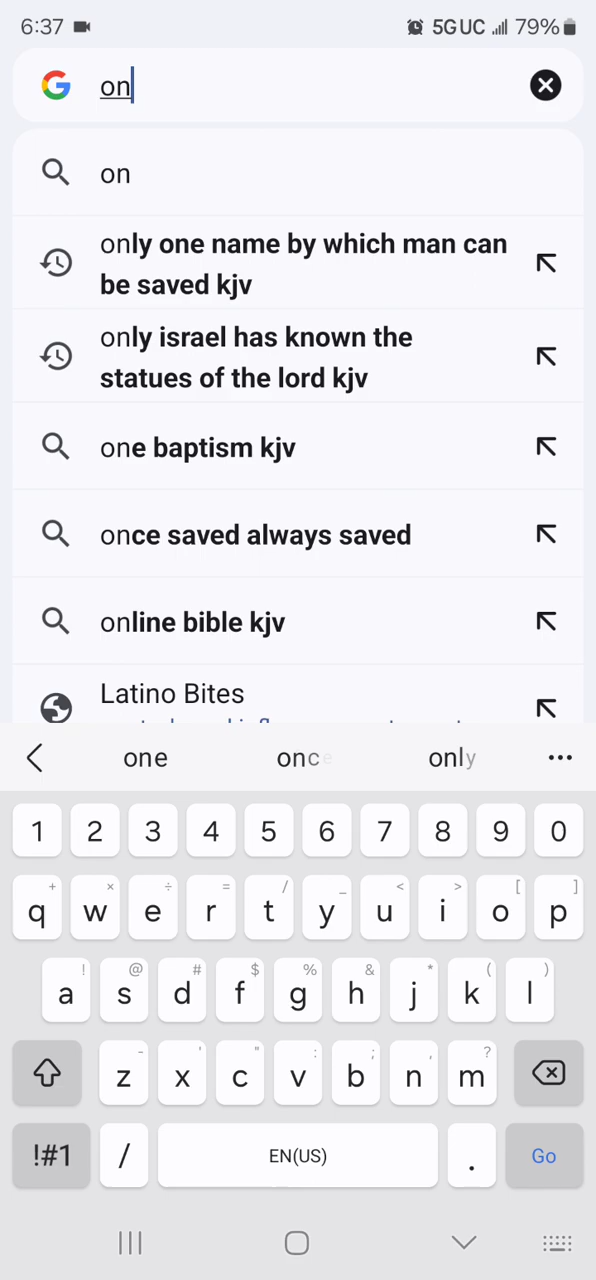 6:37 5G UC 79%
on
on
only one name by which man can
be saved kjv
only israel has known the
statues of the lord kjv
one baptism kjv
once saved always saved
online bible kjv
Latino Bites
one once only
1 2 3 4 5 6 7 8 9 0
+ × ÷ = / _ < > [ ]
q w e r t y u i o p
! @ # $ % & * ( )
a s d f g h j k l
- ' " : ; , ?
z x c v b n m
!#1 / EN(US) . Go